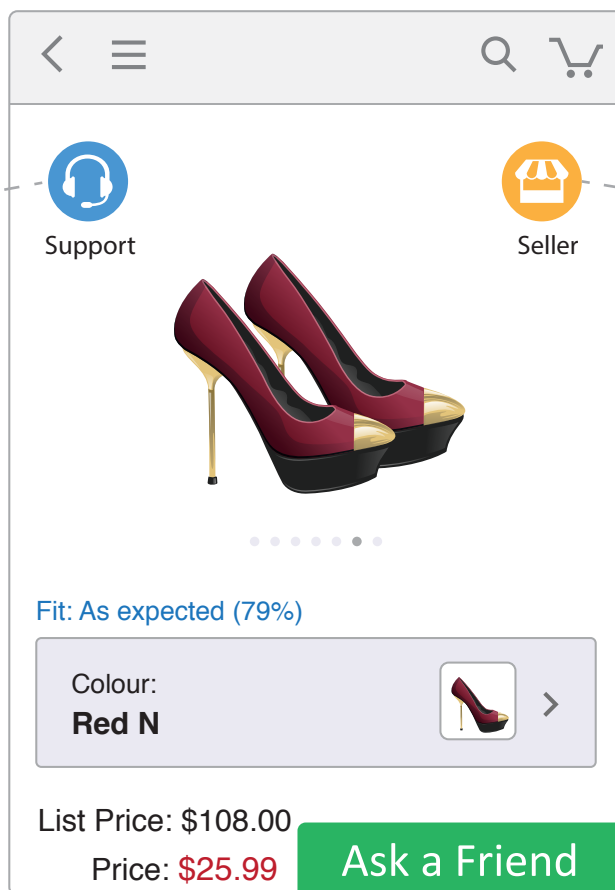 Support
Seller
Fit: As expected (79%)
Colour:
Red N
List Price: $108.00
Price: $25.99
Ask a Friend